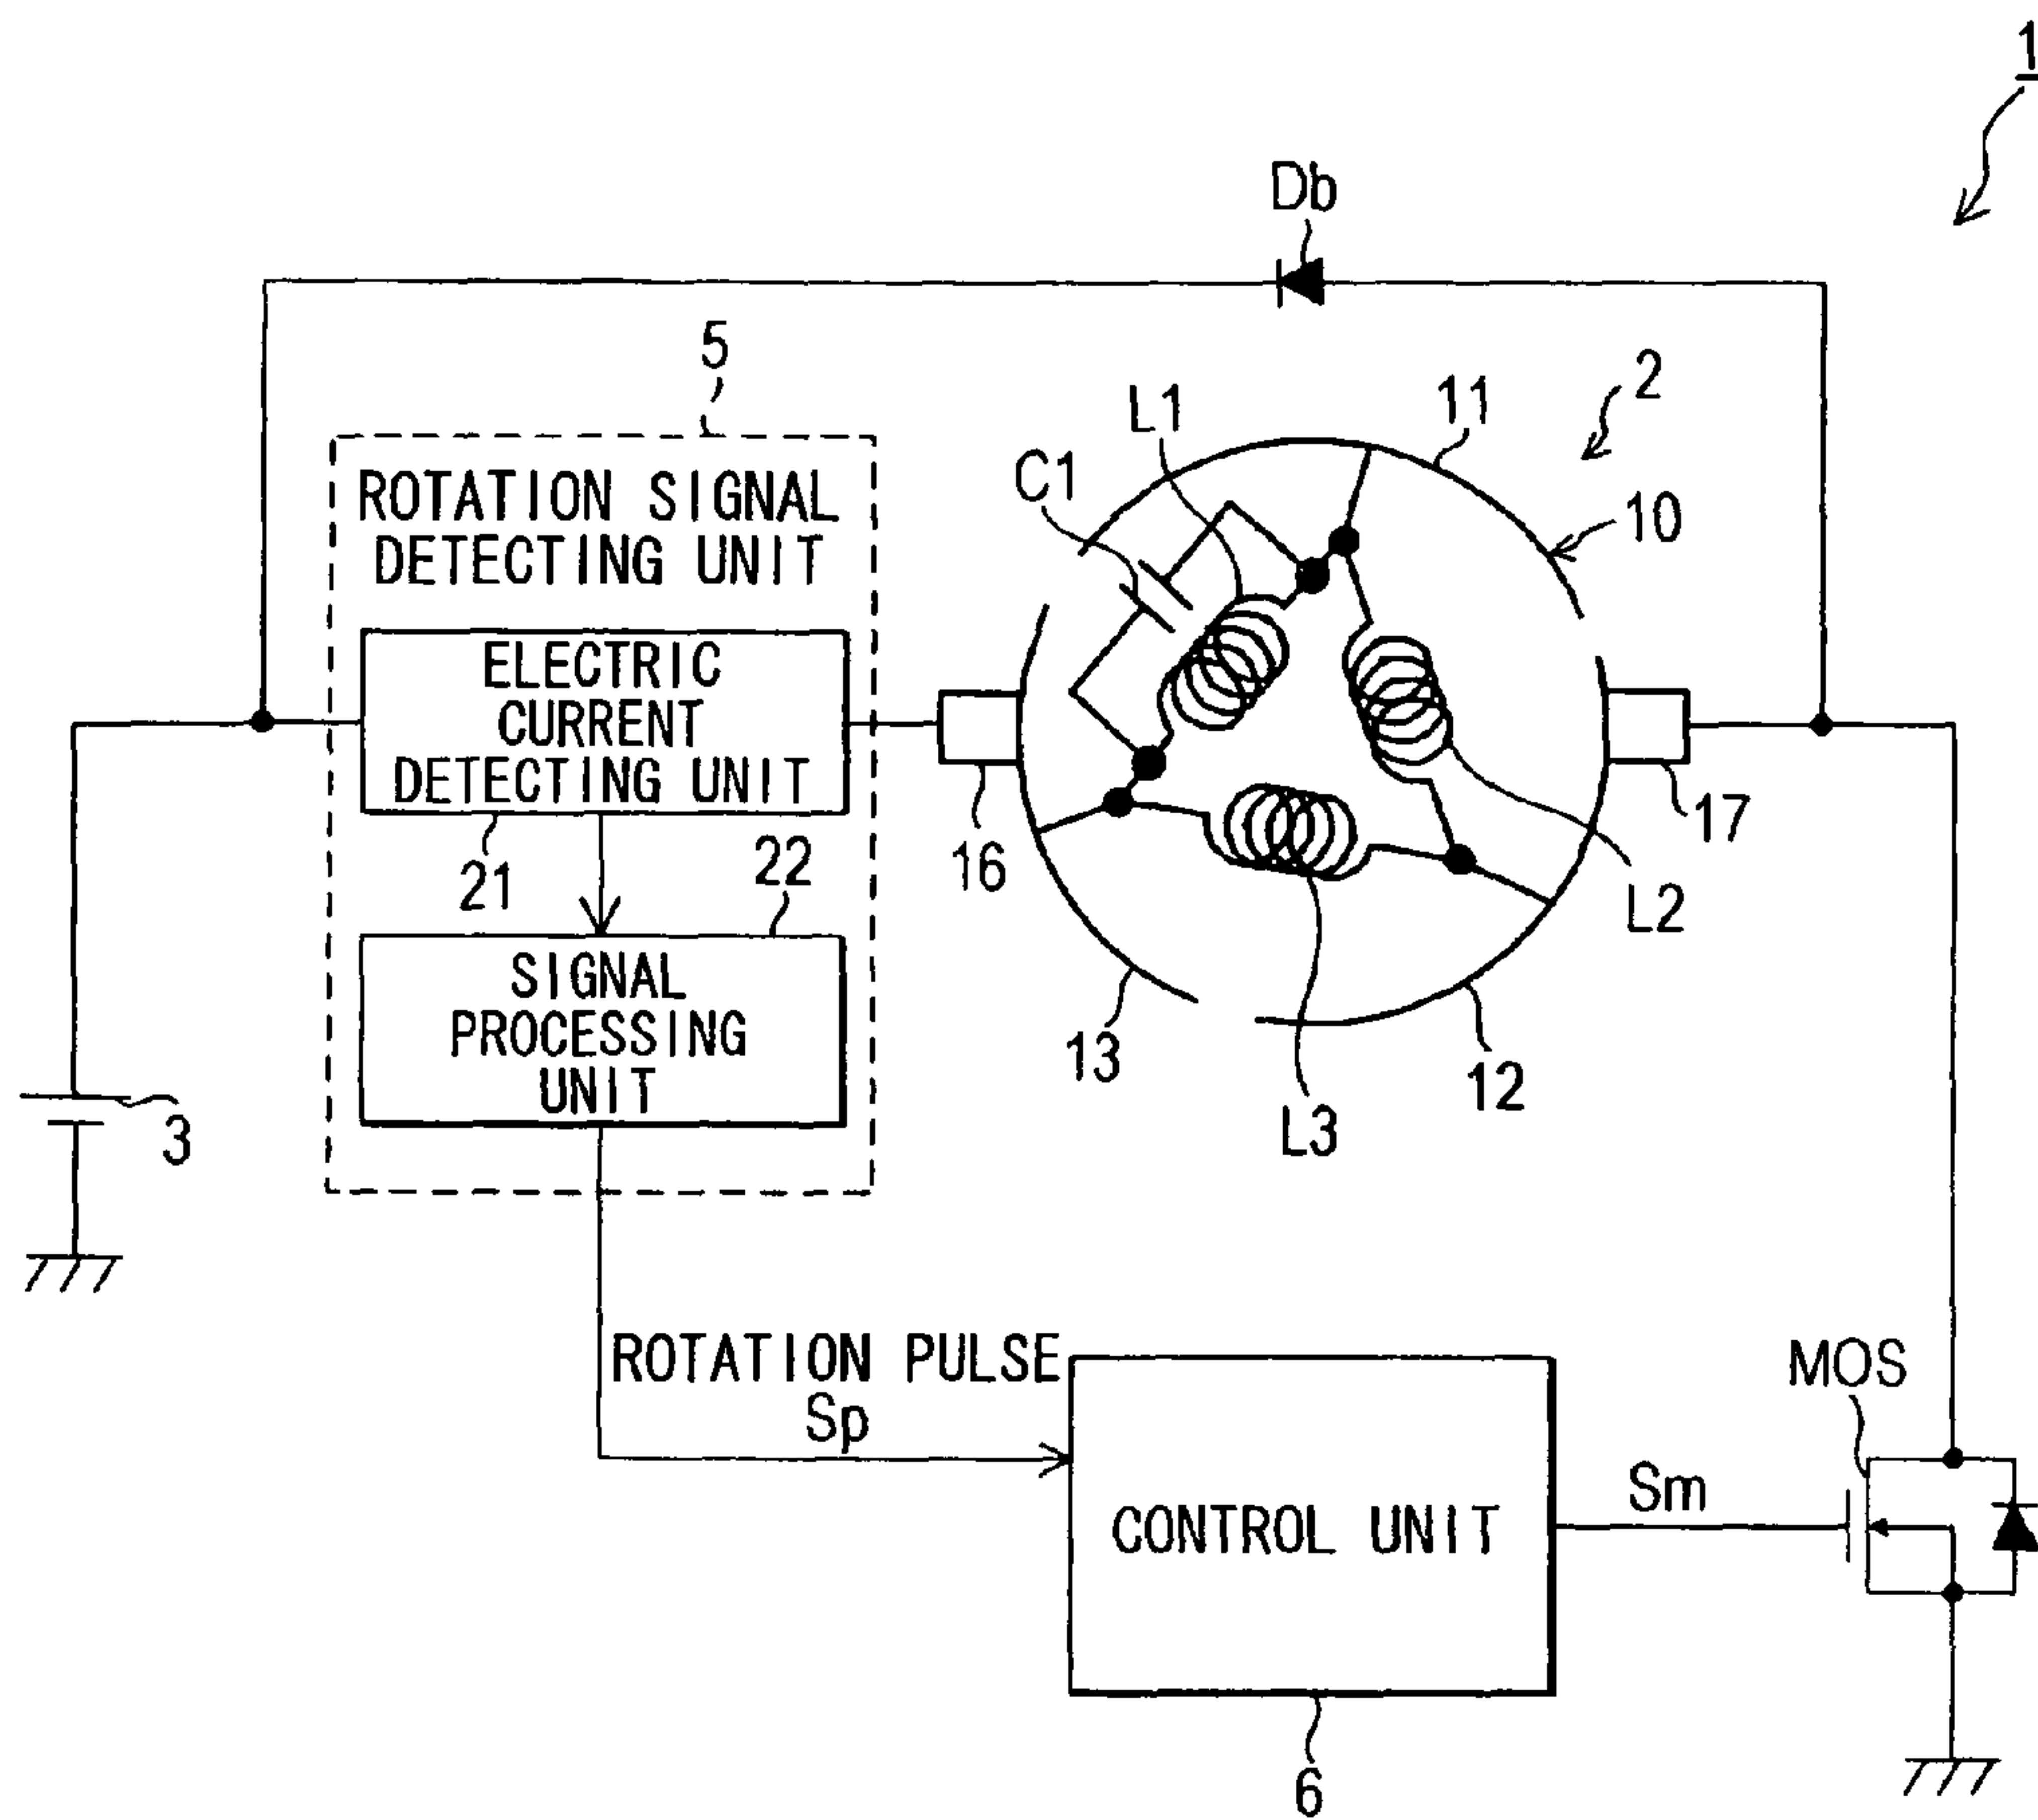 1
Db
5
2
L1
11
C1
10
ROTATION SIGNAL
DETECTING UNIT
ELECTRIC
CURRENT
DETECTING UNIT
21
22
16
17
L2
SIGNAL
PROCESSING
UNIT
13
12
L3
3
ROTATION PULSE
Sp
MOS
Sm
CONTROL UNIT
6